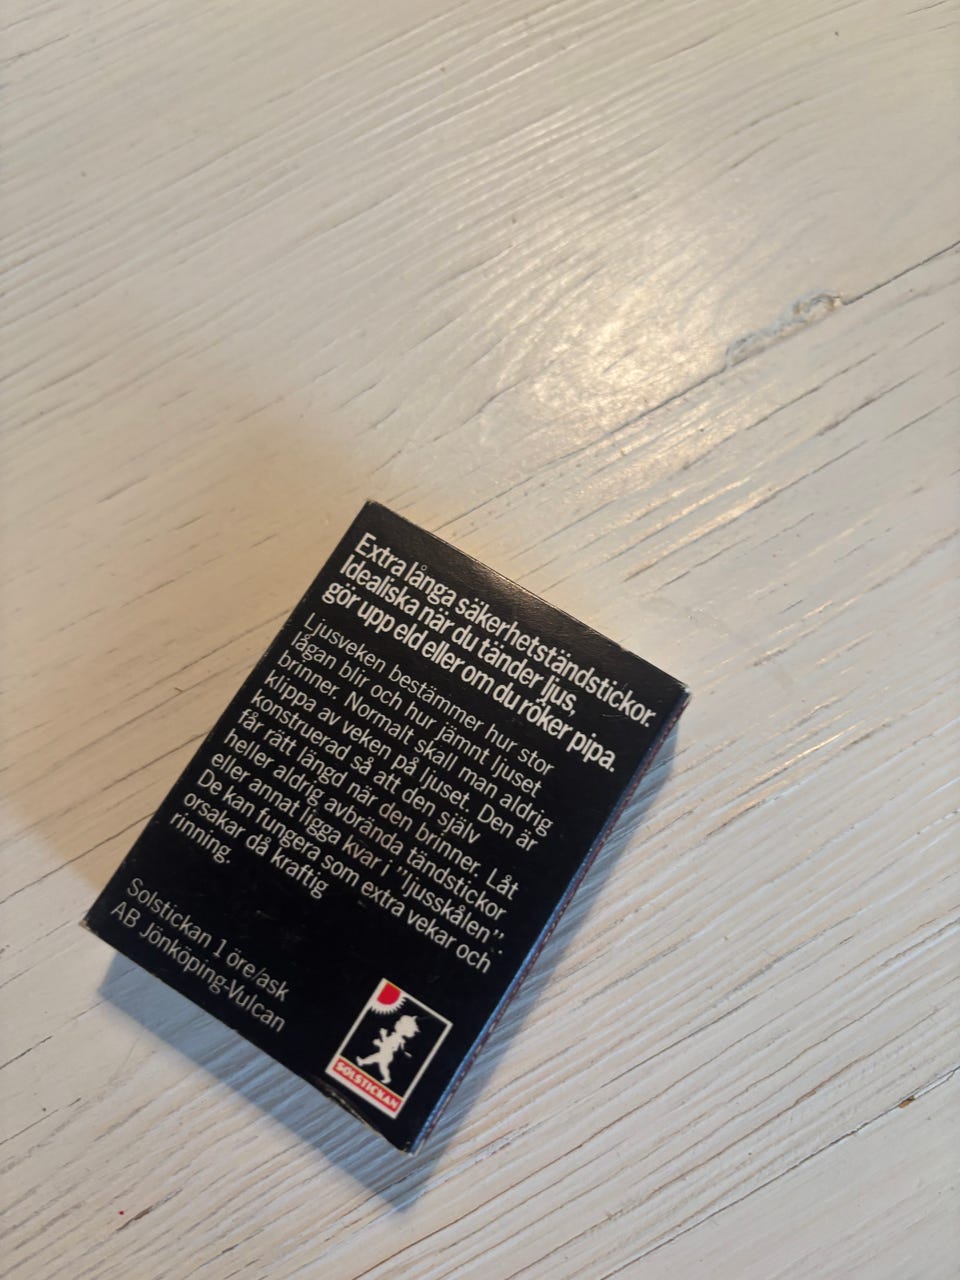 Extra långa säkerhetständstickor.
Idealiska när du tänder ljus,
gör upp eld eller om du röker pipa.
Ljusveken bestämmer hur stor
lågan blir och hur jämnt ljuset
brinner. Normalt skall man aldrig
klippa av veken på ljuset. Den är
konstruerad så att den själv
får rätt längd när den brinner. Låt
heller aldrig avbrända tändstickor
eller annat ligga kvar i "ljusskålen".
De kan fungera som extra vekar och
orsakar då kraftig
rinning.
Solstickan 1 öre/ask
AB Jönköping-Vulcan
SOLSTICKAN